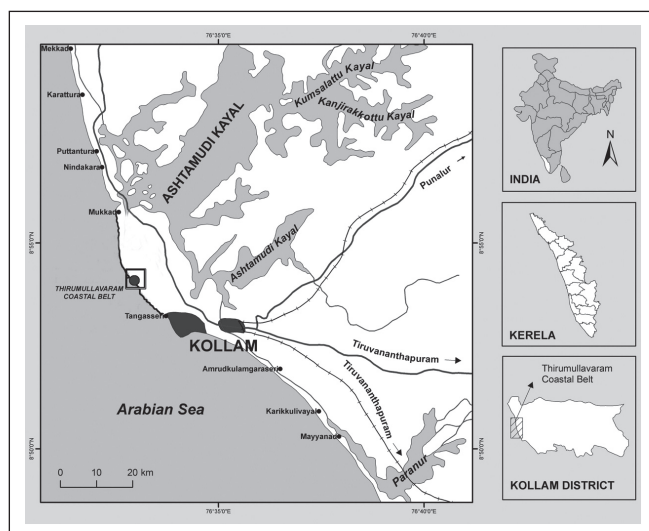 76°35'0"E
76°40'0"E
Mekkad
Karattura
Puttantura
Nindakara
Mukkad
ASHTAMUDI KAYAL
Kumsalattu Kayal
Kanjirakkottu Kayal
Punalur
8°55'0"N
8°55'0"N
Ashtamudi Kayal
THIRUMULLAVARAM
COASTAL BELT
Tangasseri
KOLLAM
Tiruvananthapuram
Amrudkulamgaraseri
Tiruvananthapuram
Arabian Sea
Karikkulivayal
Mayyanad
Paranur
8°50'0"N
8°50'0"N
0 10 20 km
76°35'0"E
76°40'0"E
N
INDIA
KERELA
Thirumullavaram
Coastal Belt
KOLLAM DISTRICT